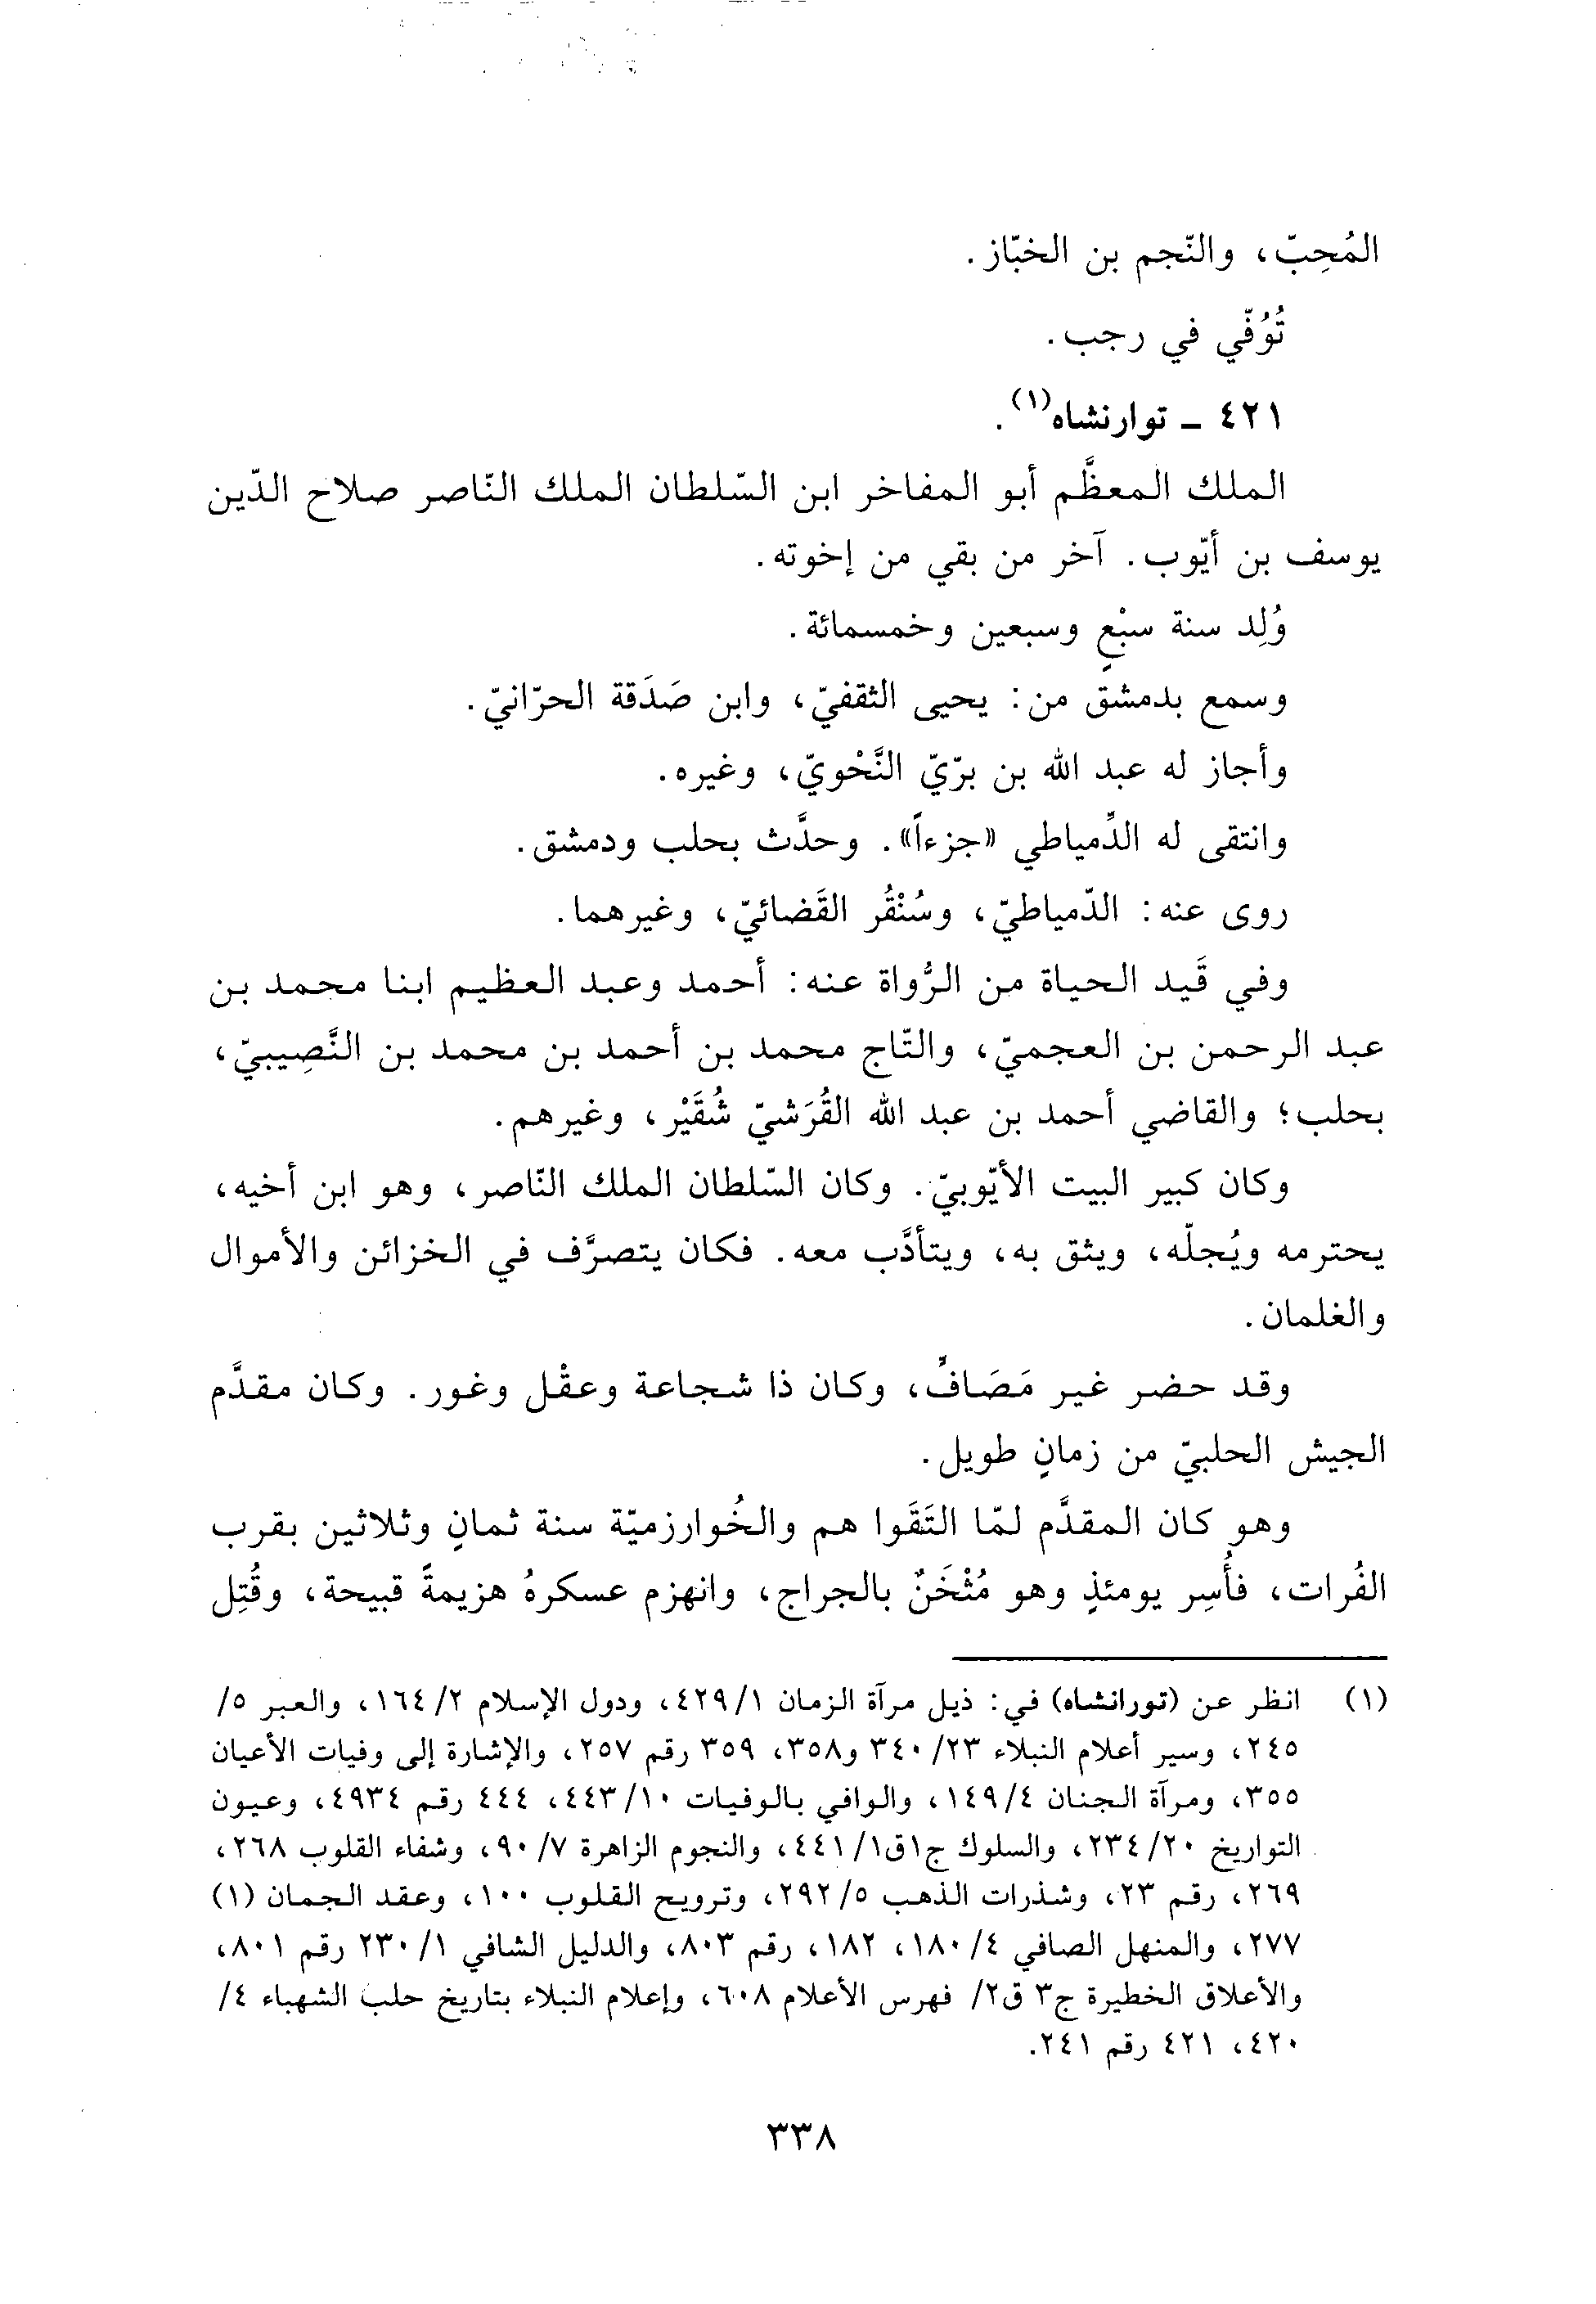 المُحِبّ، والنّجم بن الخبّاز.
تُوُفّي في رجب.
٤٢١ ـ توارنشاه(١).
الملك المعظَّم أبو المفاخر ابن السّلطان الملك النّاصر صلاح الدّين
يوسف بن أيّوب. آخر من بقي من إخوته.
وُلِد سنة سبْعٍ وسبعين وخمسمائة.
وسمع بدمشق من: يحيى الثقفيّ، وابن صَدَقة الحرّانيّ.
وأجاز له عبد الله بن برّيّ النَّحْويّ، وغيره.
وانتقى له الدِّمياطي «جزءاً». وحدَّث بحلب ودمشق.
روى عنه: الدّمياطيّ، وسُنْقُر القَضائيّ، وغيرهما.
وفي قَيد الحياة من الرُّواة عنه: أحمد وعبد العظيم ابنا محمد بن
عبد الرحمن بن العجميّ، والتّاج محمد بن أحمد بن محمد بن النَّصِيبيّ،
بحلب؛ والقاضي أحمد بن عبد الله القُرَشيّ شُقَيْر، وغيرهم.
وكان كبير البيت الأيّوبيّ. وكان السّلطان الملك النّاصر، وهو ابن أخيه،
يحترمه ويُجلّه، ويثق به، ويتأدَّب معه. فكان يتصرَّف في الخزائن والأموال
والغلمان.
وقد حضر غير مَصَافّ، وكان ذا شجاعة وعقْل وغور. وكان مقدَّم
الجيش الحلبيّ من زمانٍ طويل.
وهو كان المقدَّم لمّا التَقَوا هم والخُوارزميّة سنة ثمانٍ وثلاثين بقرب
الفُرات، فأُسِر يومئذٍ وهو مُثْخَنٌ بالجراج، وانهزم عسكرهُ هزيمةً قبيحة، وقُتِل
(١) انظر عن (تورانشاه) في: ذيل مرآة الزمان ٤٢٩/١، ودول الإسلام ١٦٤/٢، والعبر ٥/
٢٤٥، وسير أعلام النبلاء ٣٤٠/٢٣ و٣٥٨، ٣٥٩ رقم ٢٥٧، والإشارة إلى وفيات الأعيان
٣٥٥، ومرآة الجنان ١٤٩/٤، والوافي بالوفيات ٤٤٣/١٠، ٤٤٤ رقم ٤٩٣٤، وعيون
التواريخ ٢٣٤/٢٠، والسلوك ج١ق٤٤١/١، والنجوم الزاهرة ٩٠/٧، وشفاء القلوب ٢٦٨،
٢٦٩، رقم ٢٣، وشذرات الذهب ٢٩٢/٥، وترويح القلوب ١٠٠، وعقد الجمان (١)
٢٧٧، والمنهل الصافي ١٨٠/٤، ١٨٢، رقم ٨٠٣، والدليل الشافي ٢٣٠/١ رقم ٨٠١،
والأعلاق الخطيرة ج٣ ق٢/ فهرس الأعلام ٦٠٨، وإعلام النبلاء بتاريخ حلب الشهباء ٤/
٤٢٠، ٤٢١ رقم ٢٤١.
٣٣٨